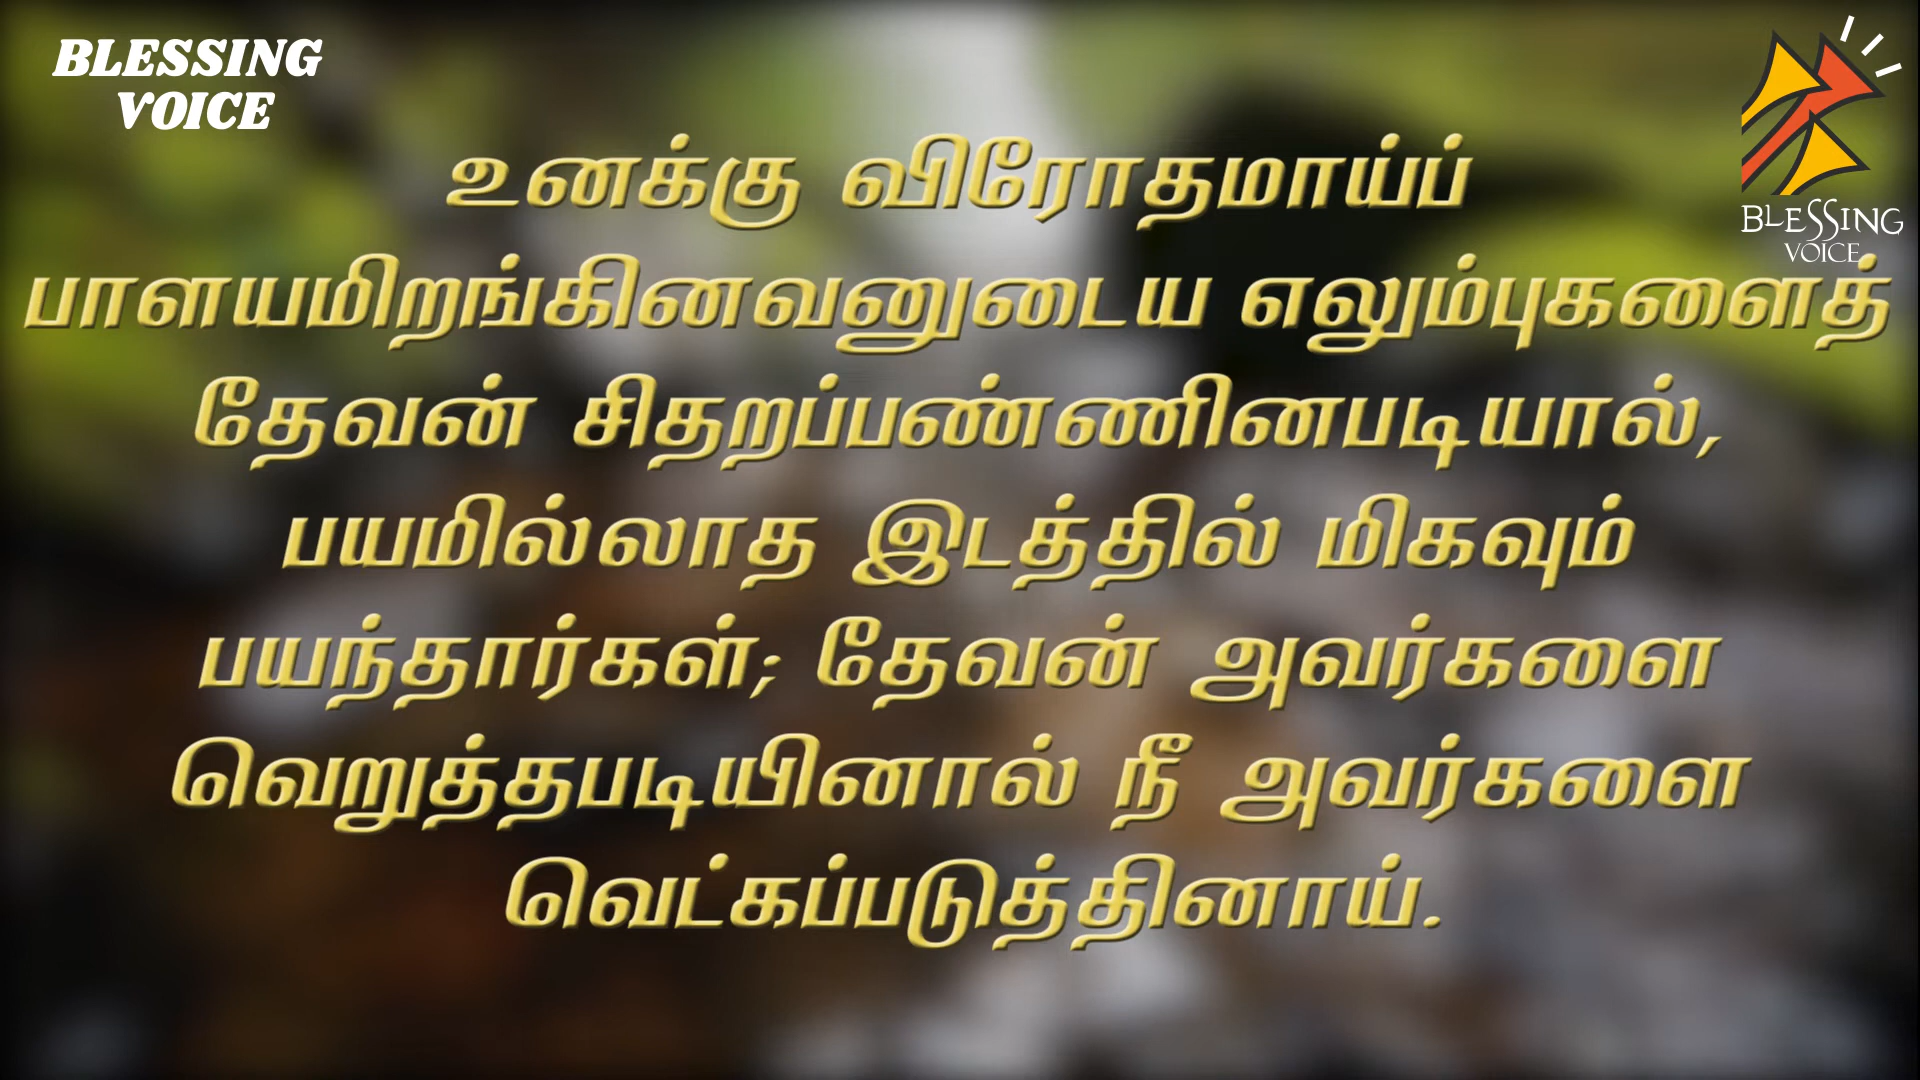 BLESSING
VOICE
BLESSING
VOICE
உனக்கு விரோதமாய்ப்
பாளயமிறங்கினவனுடைய எலும்புகளைத்
தேவன் சிதறப்பண்ணினபடியால்,
பயமில்லாத இடத்தில் மிகவும்
பயந்தார்கள்; தேவன் அவர்களை
வெறுத்தபடியினால் நீ அவர்களை
வெட்கப்படுத்தினாய்.